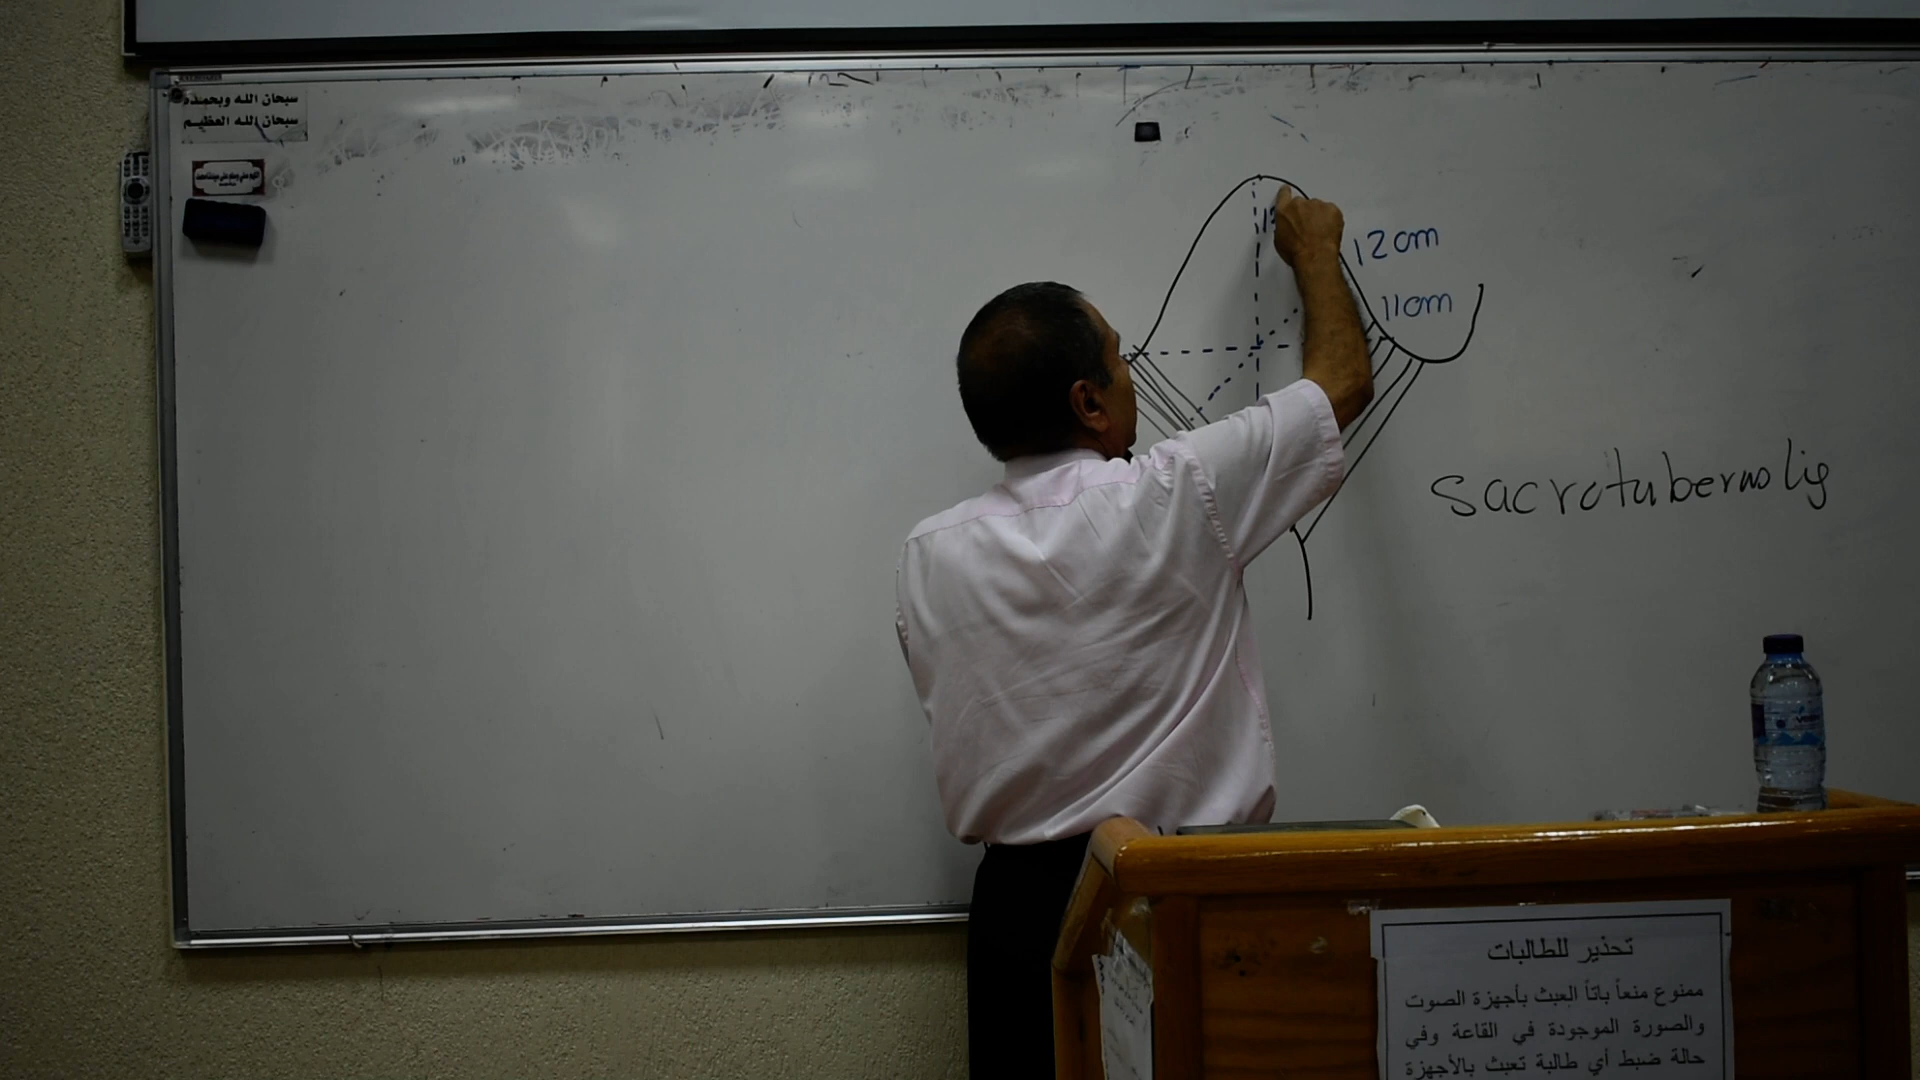 سبحان الله وبحمده
سبحان الله العظيم
12cm
11cm
sacrotuberous lig
تحذير للطالبات
ممنوع منعاً باتاً العبث بأجهزة الصوت
والصورة الموجودة في القاعة وفي
حالة ضبط أي طالبة تعبث بالأجهزة